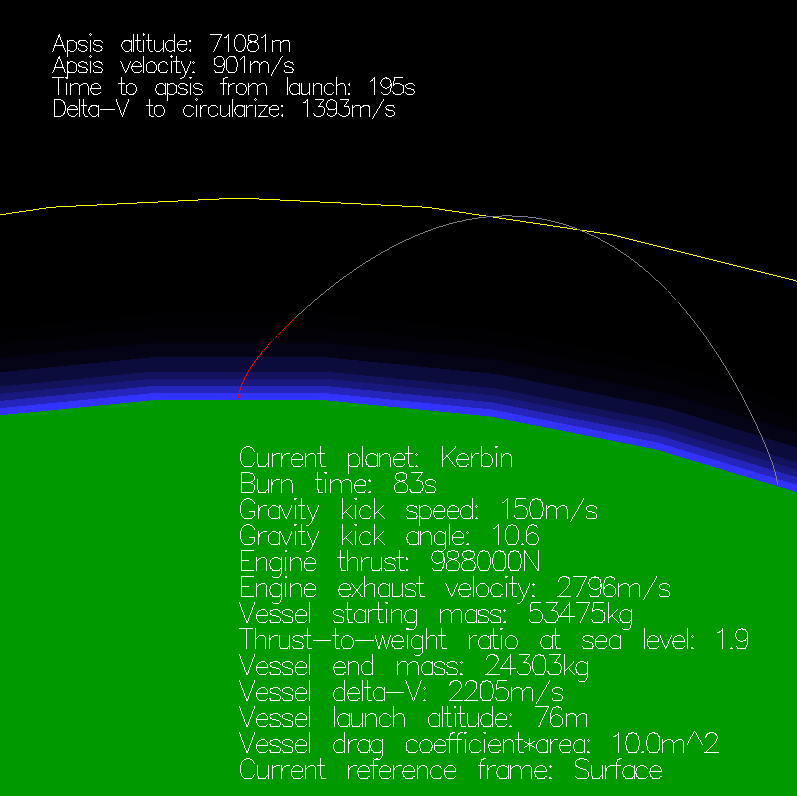 Apsis altitude: 71081m
Apsis velocity: 901m/s
Time to apsis from launch: 195s
Delta-V to circularize: 1393m/s
Current planet: Kerbin
Burn time: 83s
Gravity kick speed: 150m/s
Gravity kick angle: 10.6
Engine thrust: 988000N
Engine exhaust velocity: 2796m/s
Vessel starting mass: 53475kg
Thrust-to-weight ratio at sea level: 1.9
Vessel end mass: 24303kg
Vessel delta-V: 2205m/s
Vessel launch altitude: 76m
Vessel drag coefficient*area: 10.0m^2
Current reference frame: Surface